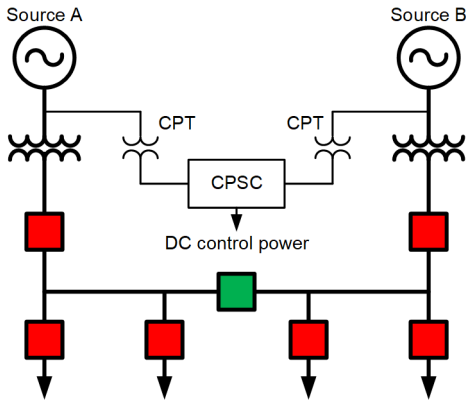 Source A
Source B
CPT
CPT
CPSC
DC control power